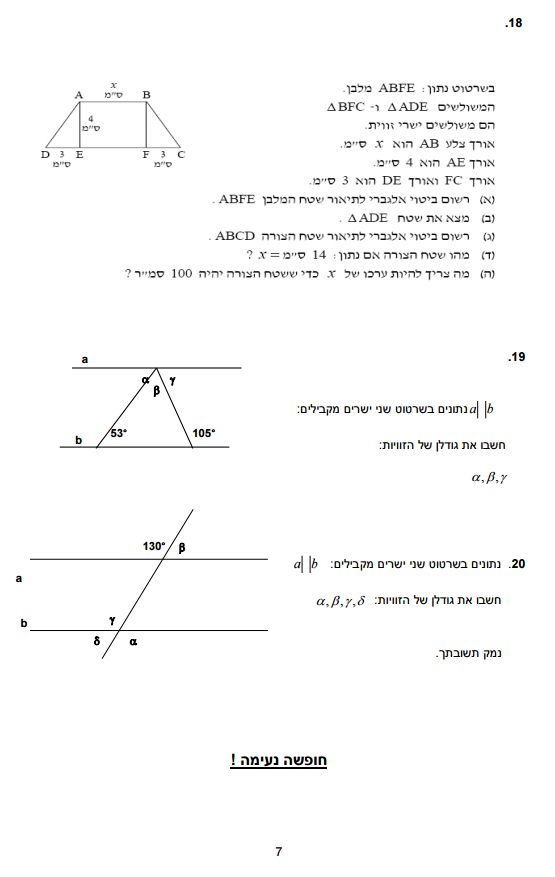 .18
בשרטוט נתון: ABFE מלבן.
המשולשים ADE △ ו- BFC △
הם משולשים ישרי זווית.
אורך צלע AB הוא x ס״מ.
אורך AE הוא 4 ס״מ.
אורך FC ואורך DE הוא 3 ס״מ.
(א) רשום ביטוי אלגברי לתיאור שטח המלבן ABFE .
(ב) מצא את שטח ADE △ .
(ג) רשום ביטוי אלגברי לתיאור שטח הצורה ABCD .
(ד) מהו שטח הצורה אם נתון: 14 ס״מ = x ?
(ה) מה צריך להיות ערכו של x כדי ששטח הצורה יהיה 100 סמ״ר ?
x
ס״מ
A B
4
ס״מ
D 3 E F 3 C
ס״מ ס״מ
.19
a||b נתונים בשרטוט שני ישרים מקבילים:
חשבו את גודלן של הזוויות:
α, β, γ
a
α γ
β
53° 105°
b
.20 נתונים בשרטוט שני ישרים מקבילים: a||b
חשבו את גודלן של הזוויות: α, β, γ, δ
נמק תשובתך.
130° β
a
b γ
δ α
חופשה נעימה !
7